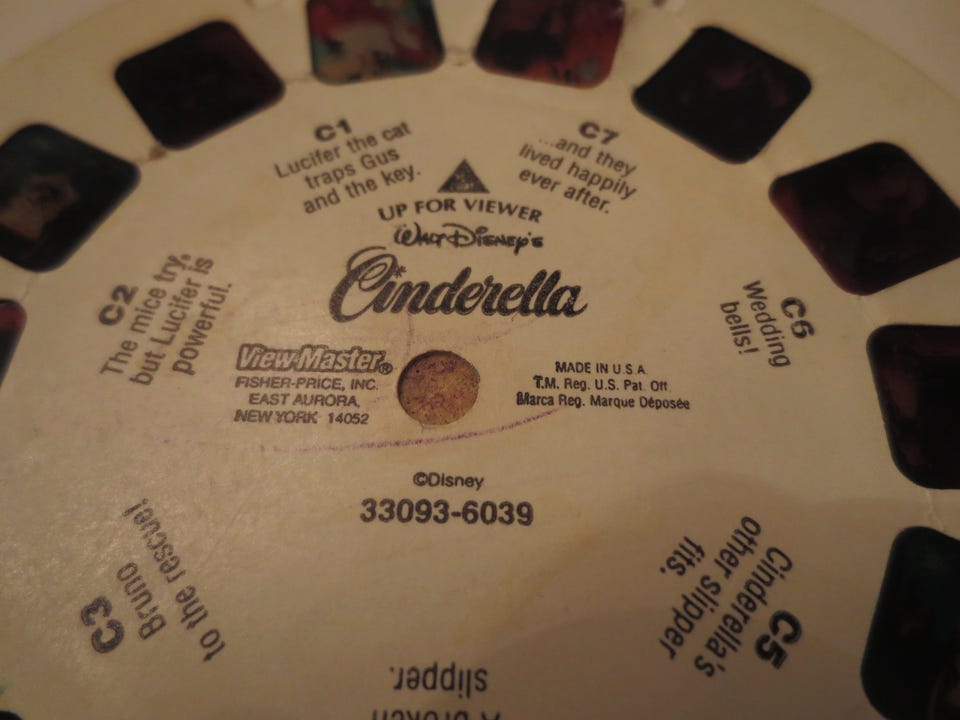 C1
Lucifer the cat
traps Gus
and the key.
C7
...and they
lived happily
ever after.
UP FOR VIEWER
WALT DISNEY'S
Cinderella
C2
The mice try,
but Lucifer is
powerful.
C6
Wedding
bells!
View-Master®
FISHER-PRICE, INC.
EAST AURORA,
NEW YORK 14052
MADE IN U.S.A.
T.M. Reg. U.S. Pat. Off.
Marca Reg. Marque Déposée
©Disney
33093-6039
C3
Bruno
to the rescue!
C5
Cinderella's
other slipper
fits.
A broken
slipper.